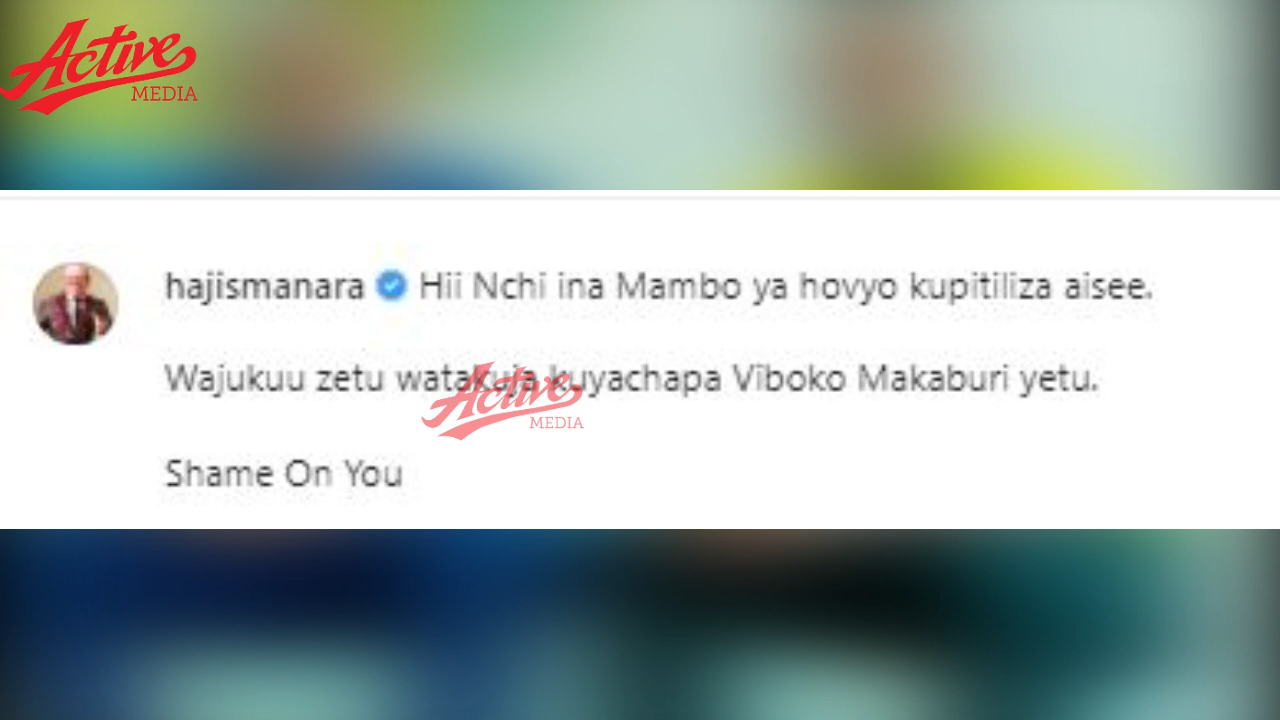 Active
MEDIA
hajismanara Hii Nchi ina Mambo ya hovyo kupitiliza aisee.
Wajukuu zetu watakuja kuyachapa Viboko Makaburi yetu.
Active
MEDIA
Shame On You